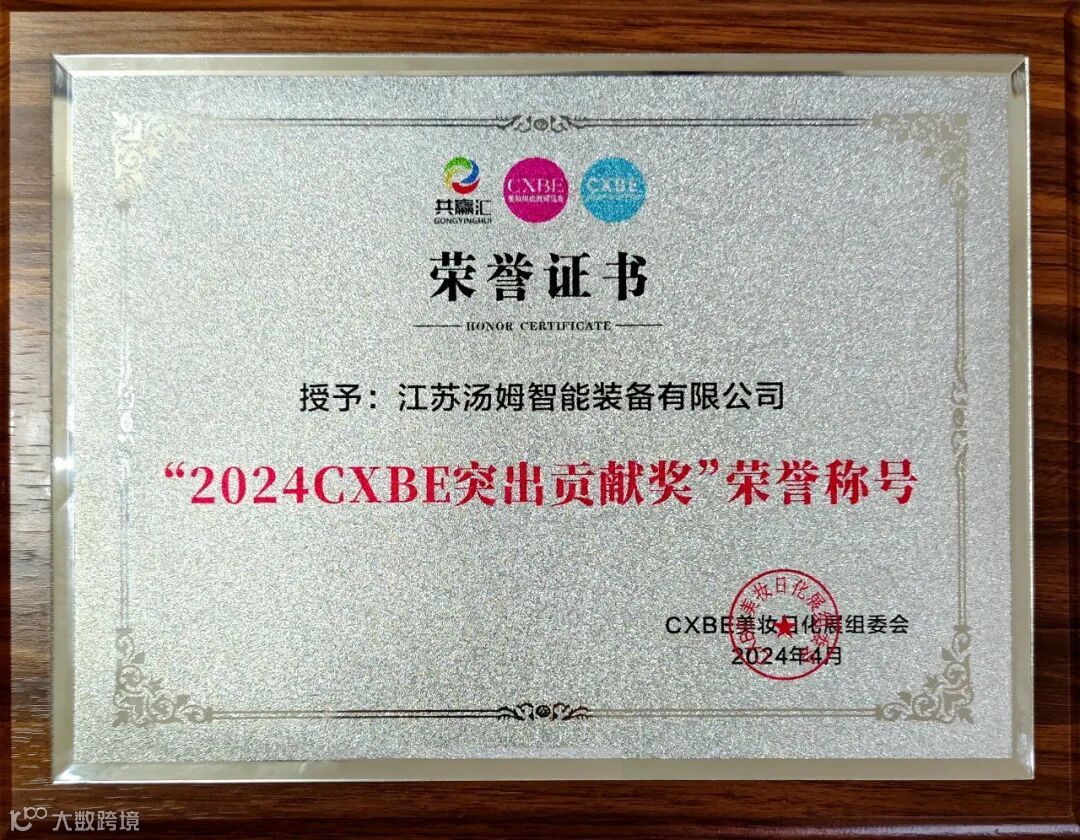 共赢汇
GONGYINGHUI
CXBE
CXBE
荣誉证书
HONOR CERTIFICATE
授予：江苏汤姆智能装备有限公司
“2024CXBE突出贡献奖”荣誉称号
CXBE美妆日化展组委会
2024年4月
大数跨境